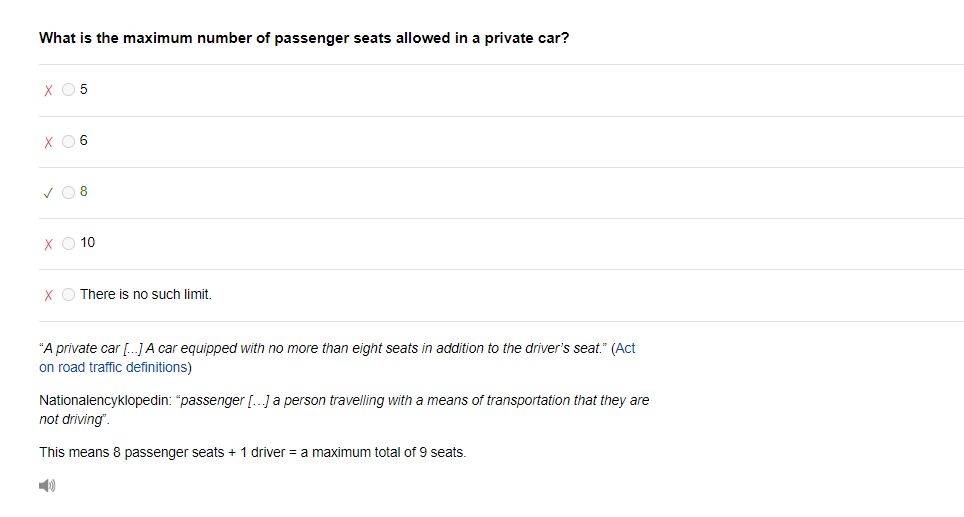 What is the maximum number of passenger seats allowed in a private car?
X 5
X 6
✓ 8
X 10
X There is no such limit.
“A private car [...] A car equipped with no more than eight seats in addition to the driver’s seat.” (Act
on road traffic definitions)
Nationalencyklopedin: “passenger [...] a person travelling with a means of transportation that they are
not driving”.
This means 8 passenger seats + 1 driver = a maximum total of 9 seats.